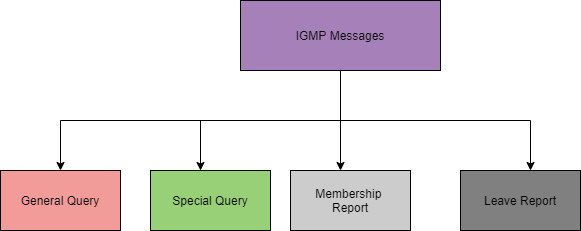 IGMP Messages
General Query
Special Query
Membership
Report
Leave Report